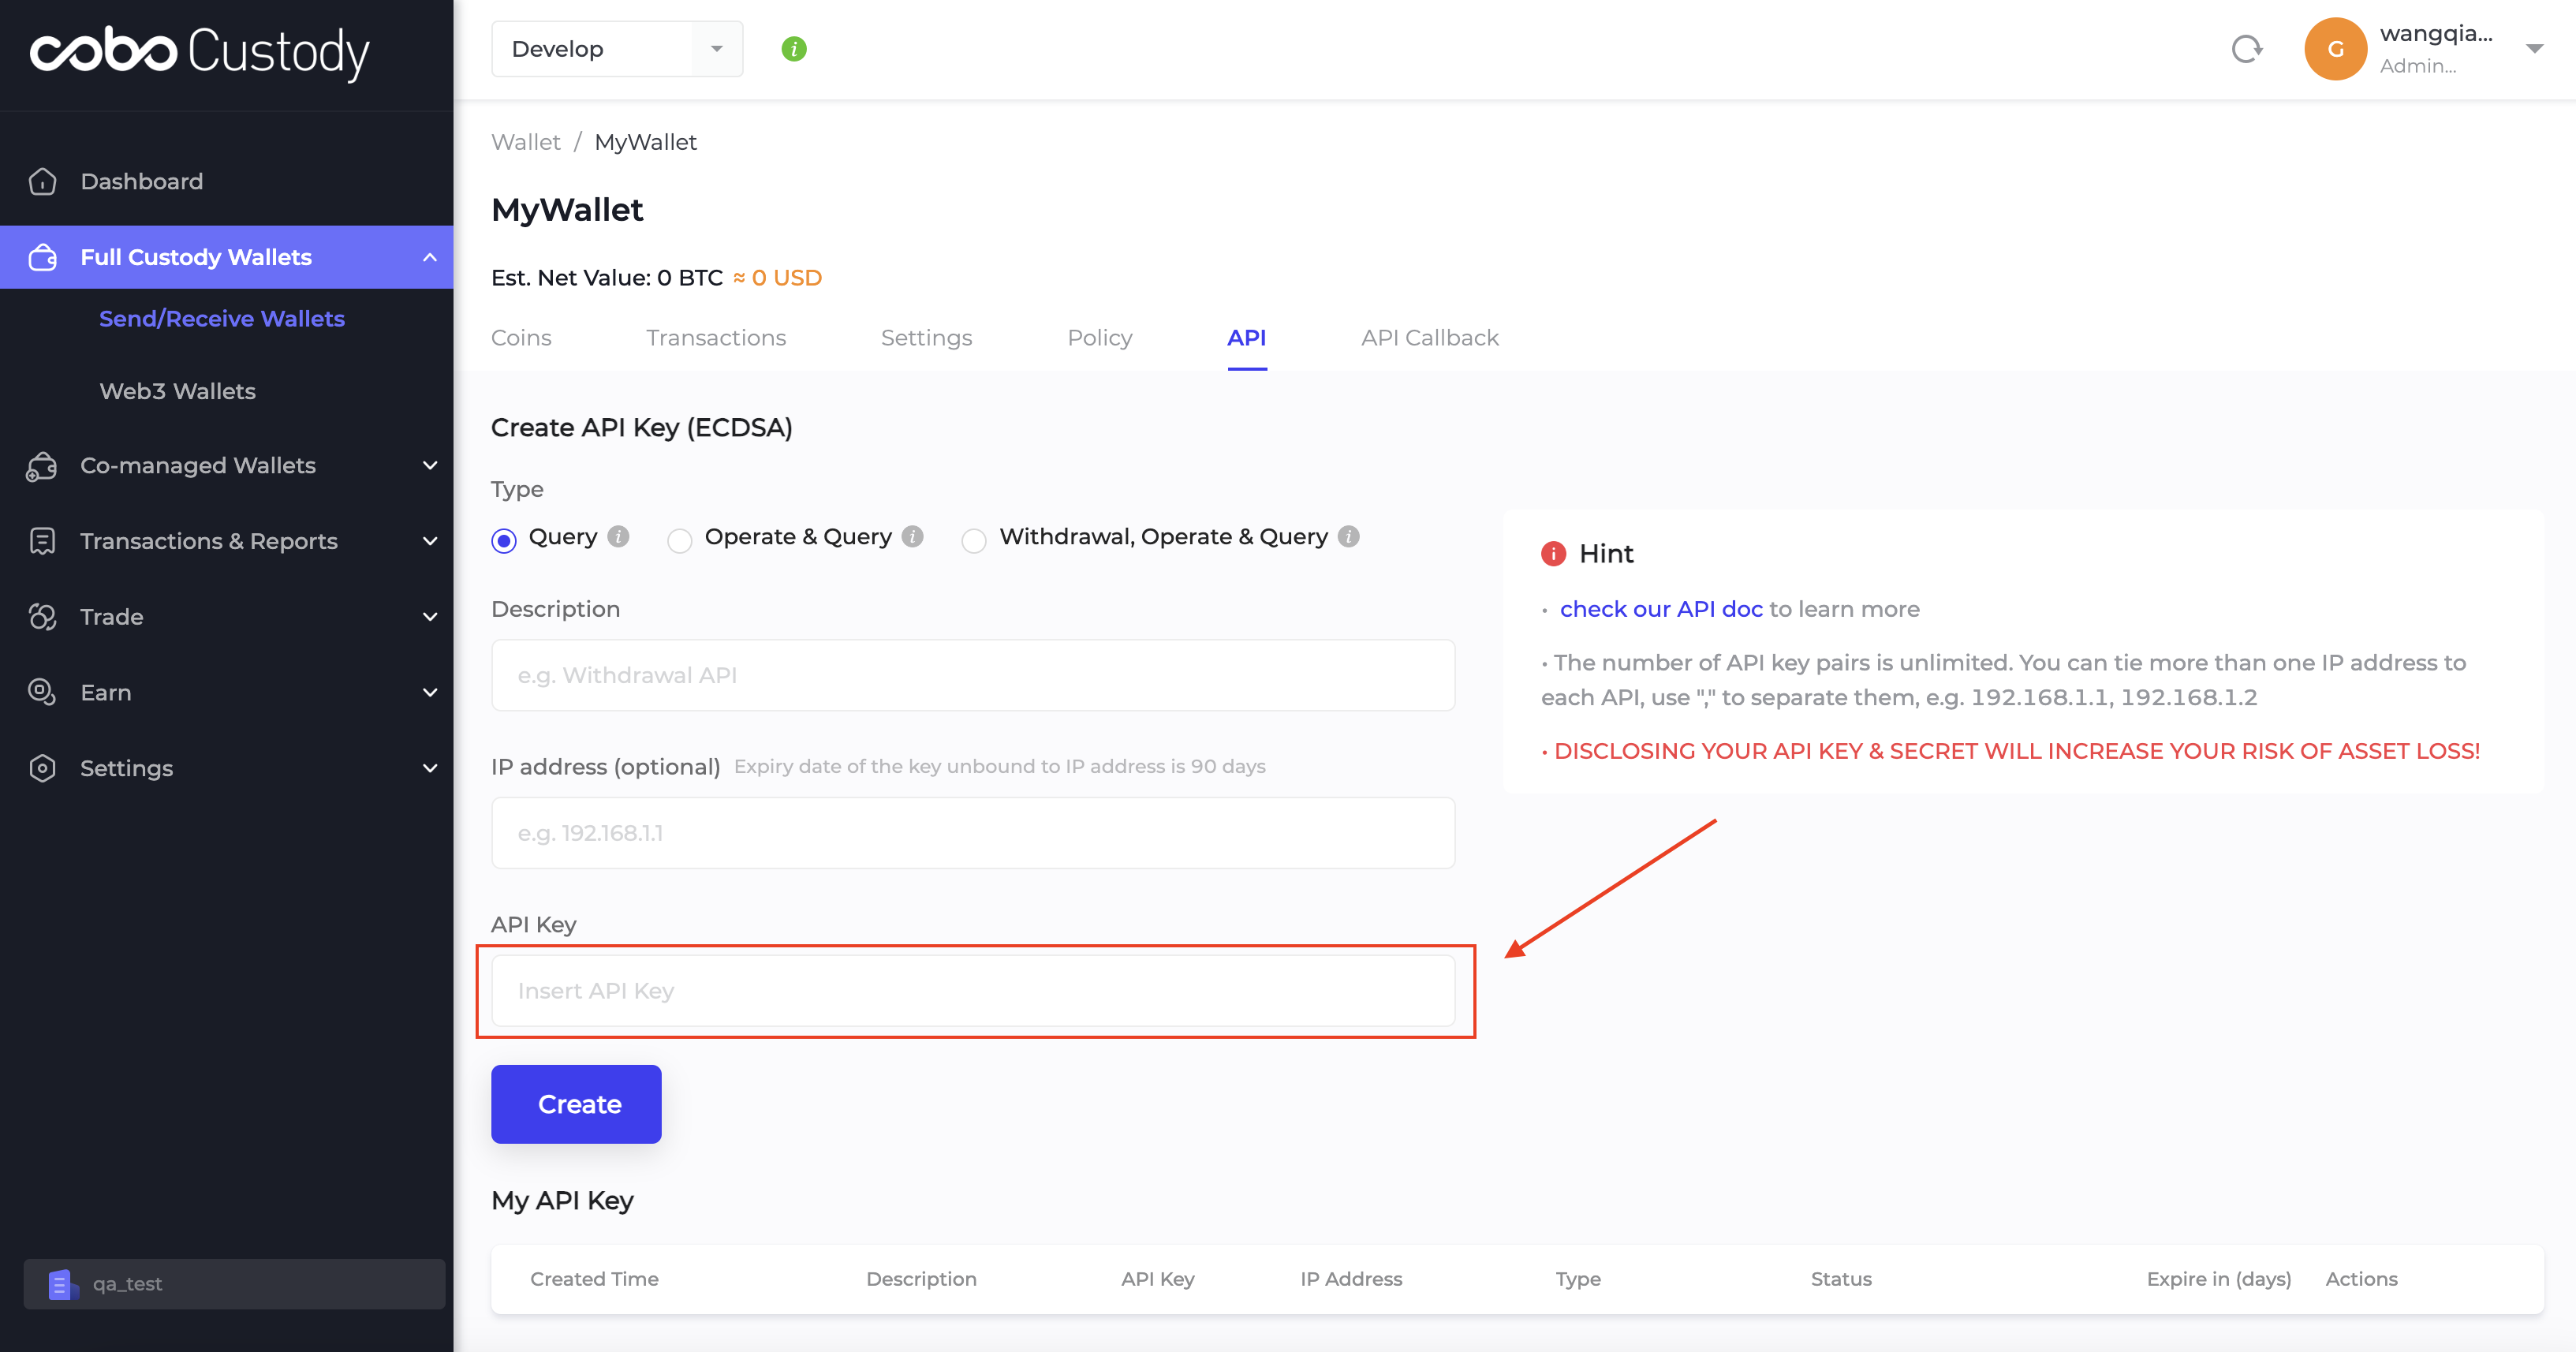 cobo Custody
Develop
G
wangqia...
Admin...
Dashboard
Full Custody Wallets
Send/Receive Wallets
Web3 Wallets
Co-managed Wallets
Transactions & Reports
Trade
Earn
Settings
qa_test
Wallet / MyWallet
MyWallet
Est. Net Value: 0 BTC ≈ 0 USD
Coins Transactions Settings Policy API API Callback
Create API Key (ECDSA)
Type
Query Operate & Query Withdrawal, Operate & Query
Description
e.g. Withdrawal API
IP address (optional) Expiry date of the key unbound to IP address is 90 days
e.g. 192.168.1.1
API Key
Insert API Key
Create
Hint
• check our API doc to learn more
• The number of API key pairs is unlimited. You can tie more than one IP address to
each API, use "," to separate them, e.g. 192.168.1.1, 192.168.1.2
• DISCLOSING YOUR API KEY & SECRET WILL INCREASE YOUR RISK OF ASSET LOSS!
My API Key
Created Time Description API Key IP Address Type Status Expire in (days) Actions